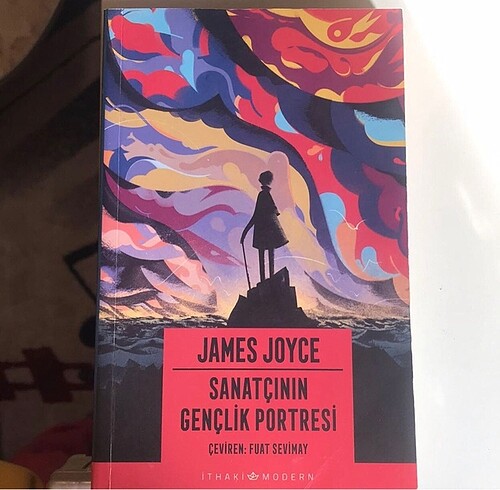 JAMES JOYCE
SANATÇININ
GENÇLİK PORTRESİ
ÇEVİREN: FUAT SEVİMAY
İTHAKİ MODERN